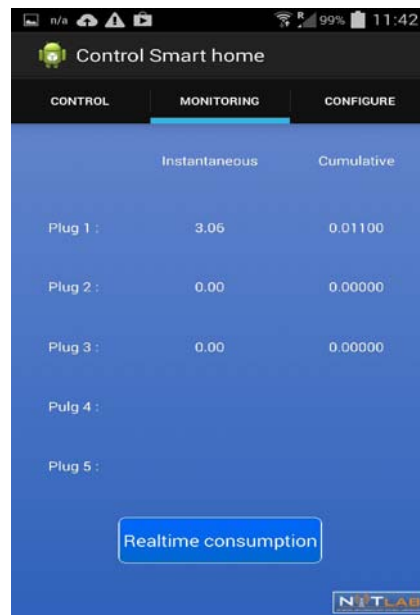 n/a 99% 11:42
Control Smart home
CONTROL MONITORING CONFIGURE
Instantaneous Cumulative
Plug 1 : 3.06 0.01100
Plug 2 : 0.00 0.00000
Plug 3 : 0.00 0.00000
Pulg 4 :
Plug 5 :
Realtime consumption
NITLAB